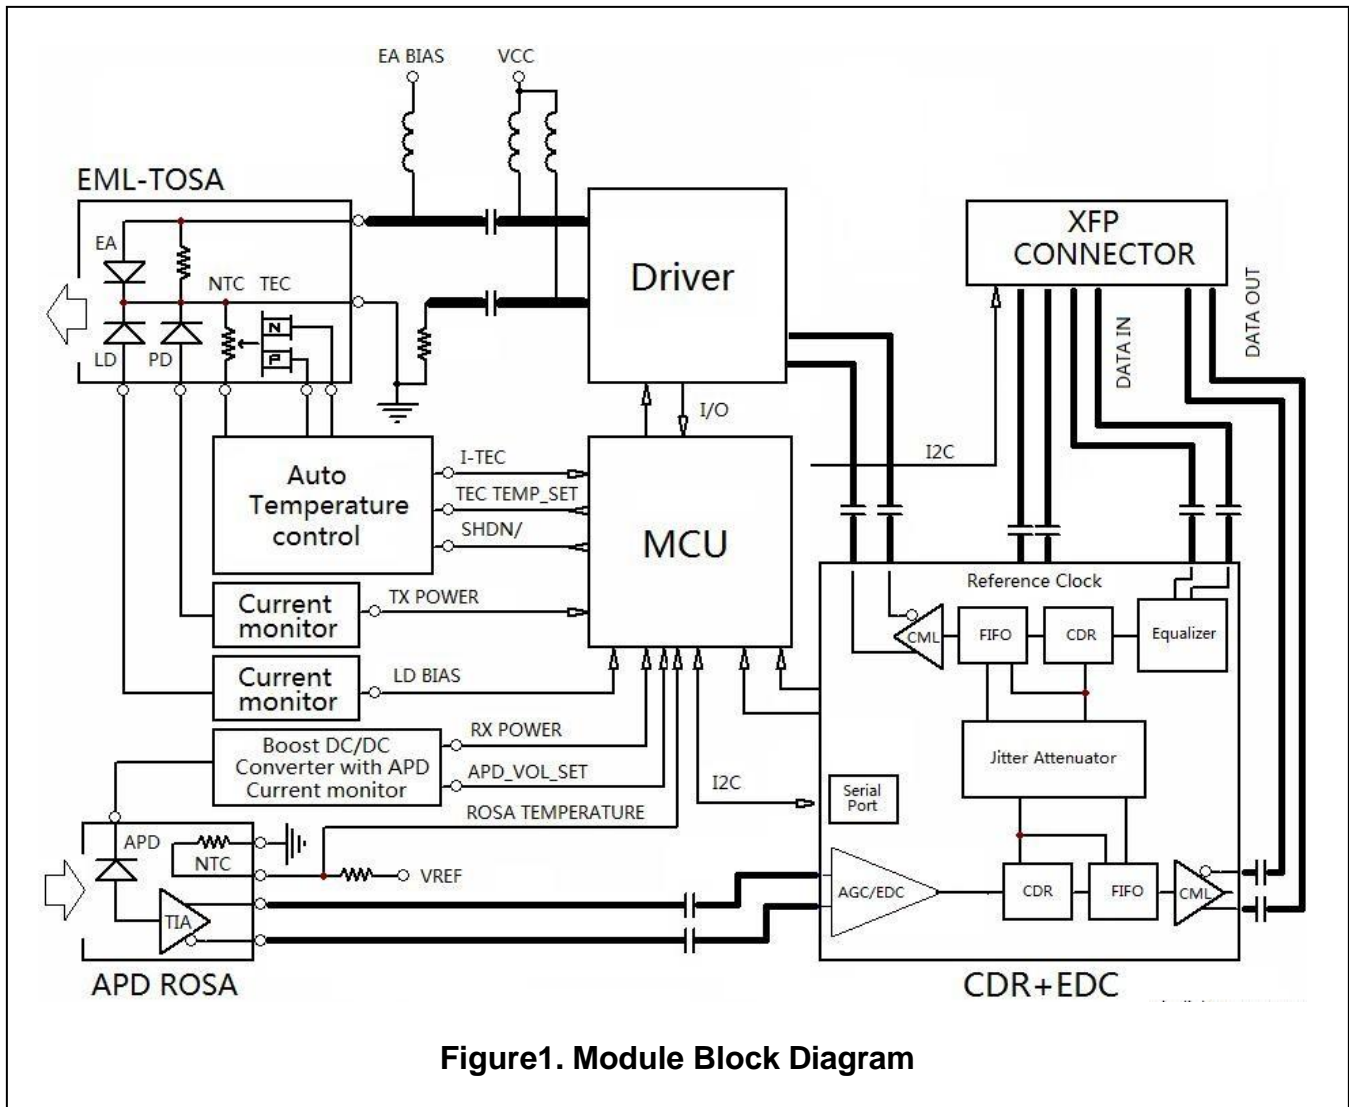 EA BIAS
VCC
EML-TOSA
EA
NTC TEC
N
P
LD
PD
Driver
XFP
CONNECTOR
DATA IN
DATA OUT
I/O
I2C
Auto
Temperature
control
I-TEC
TEC TEMP_SET
SHDN/
MCU
Current
monitor
TX POWER
Current
monitor
LD BIAS
Boost DC/DC
Converter with APD
Current monitor
RX POWER
APD_VOL_SET
ROSA TEMPERATURE
I2C
Reference Clock
CML
FIFO
CDR
Equalizer
Jitter Attenuator
Serial
Port
APD
NTC
VREF
TIA
AGC/EDC
CDR
FIFO
CML
APD ROSA
CDR+EDC
Figure1. Module Block Diagram